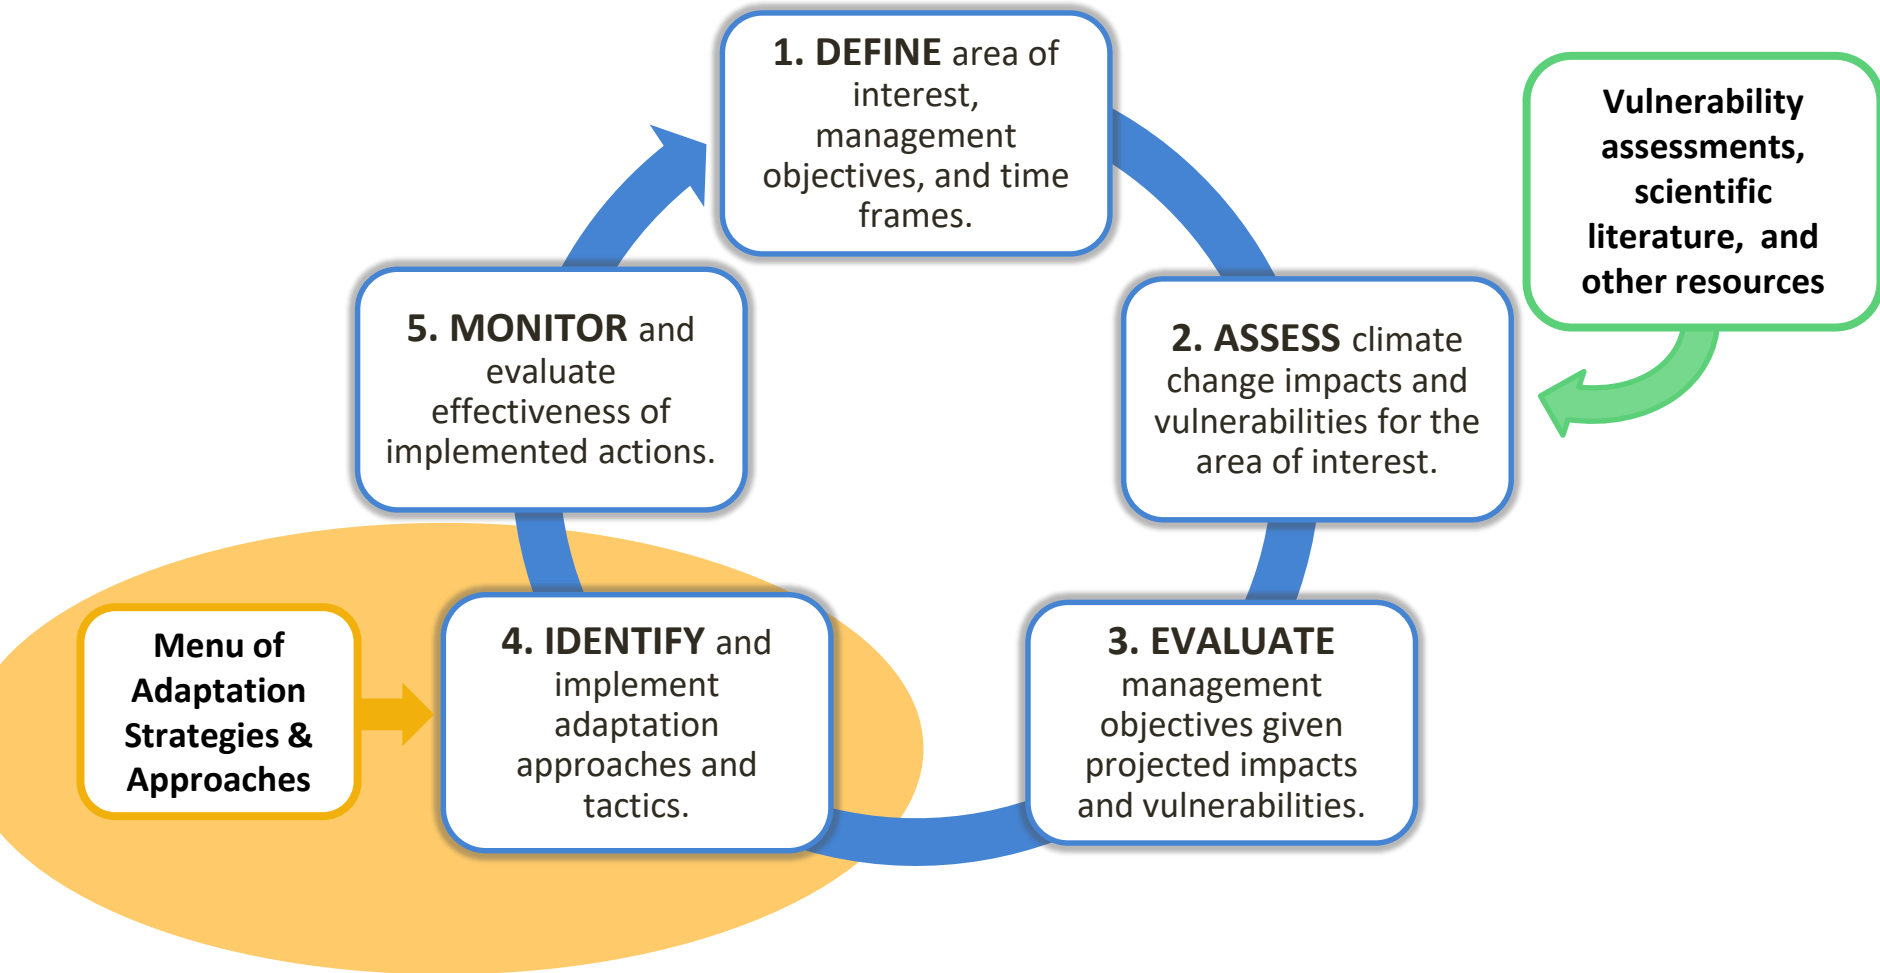 1. DEFINE area of
interest,
management
objectives, and time
frames.
Vulnerability
assessments,
scientific
literature, and
other resources
2. ASSESS climate
change impacts and
vulnerabilities for the
area of interest.
3. EVALUATE
management
objectives given
projected impacts
and vulnerabilities.
4. IDENTIFY and
implement
adaptation
approaches and
tactics.
Menu of
Adaptation
Strategies &
Approaches
5. MONITOR and
evaluate
effectiveness of
implemented actions.